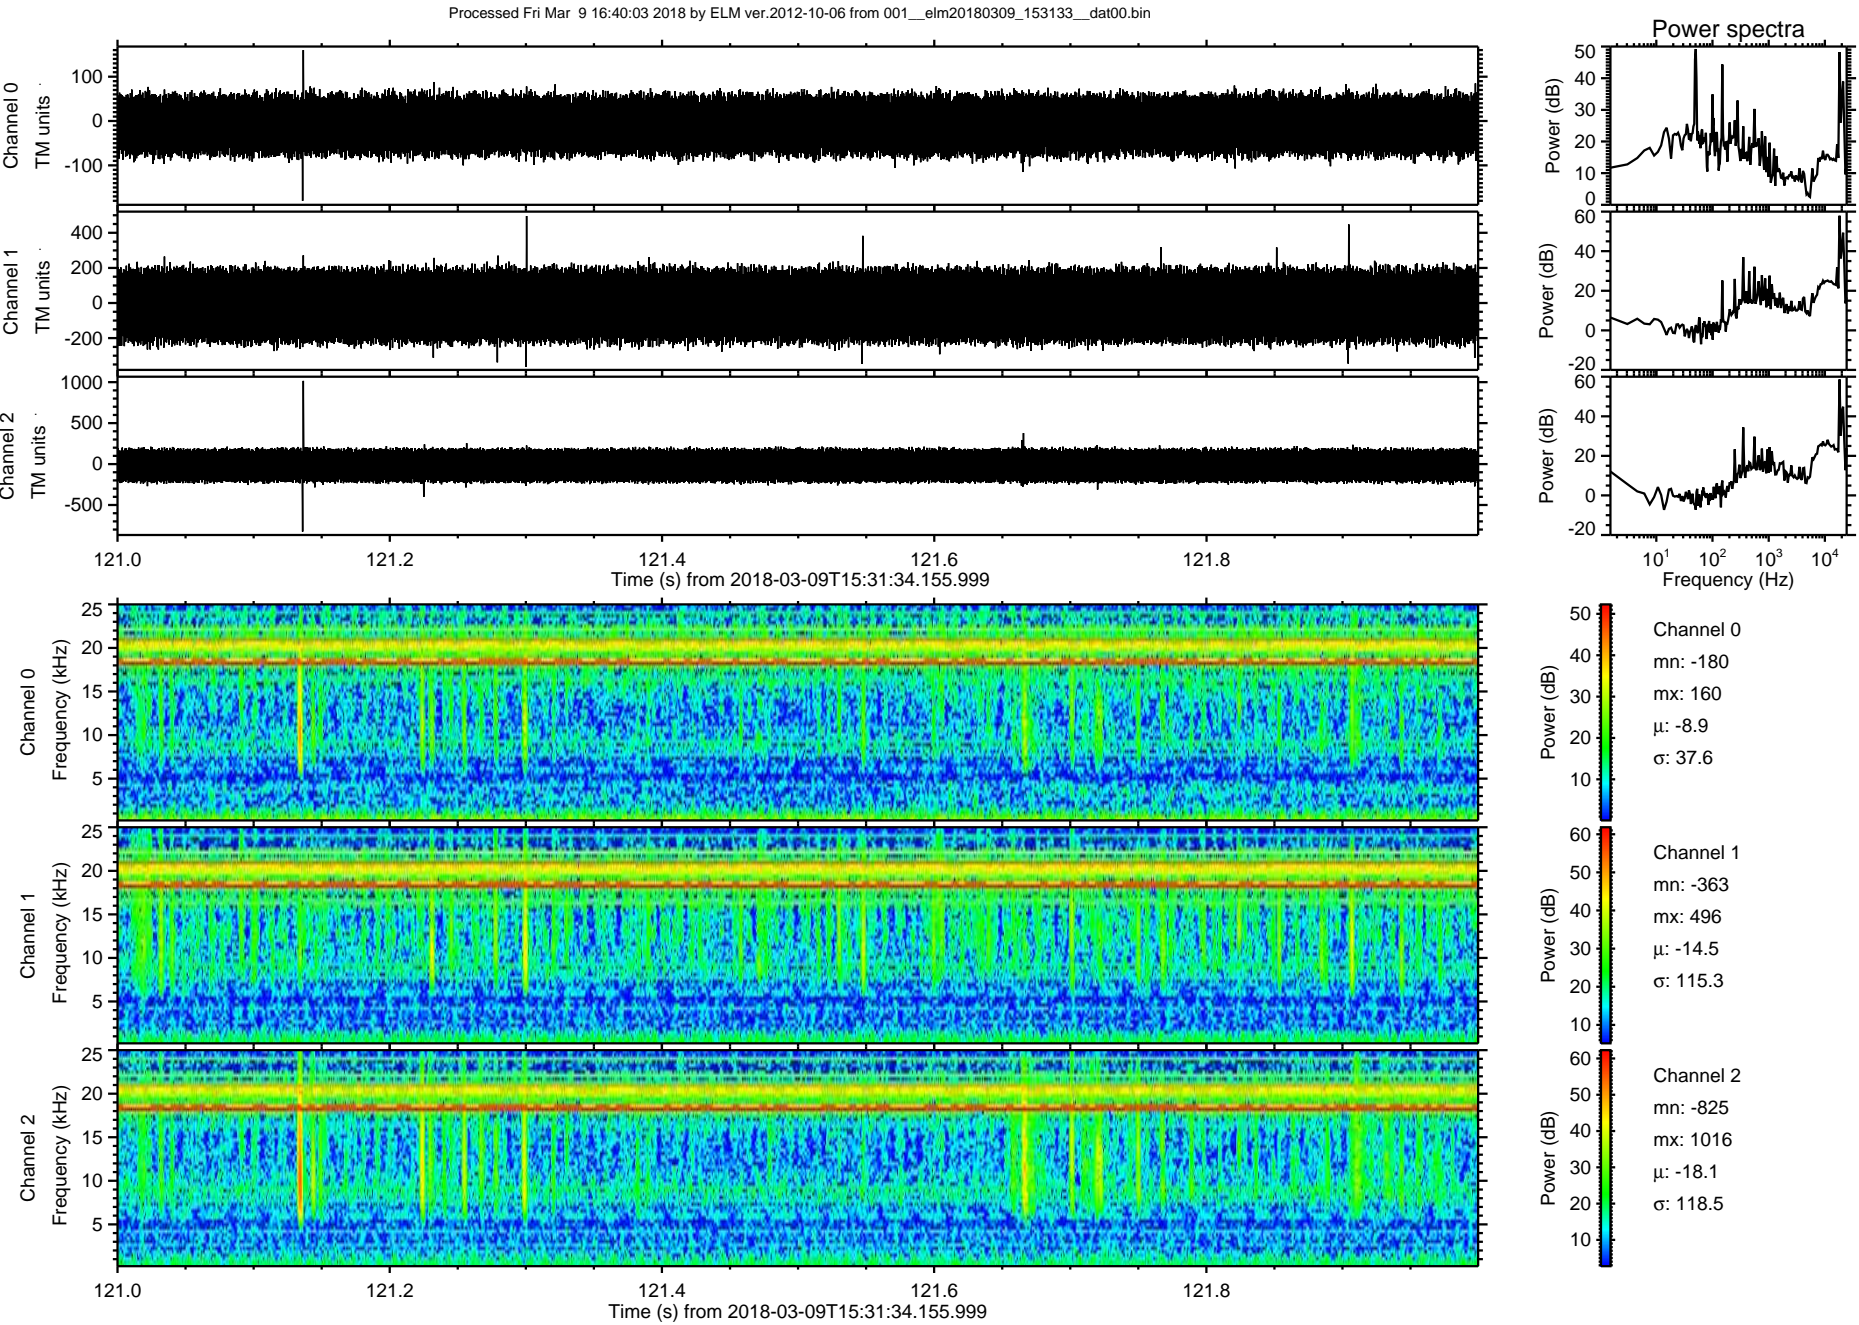 Processed Fri Mar  9 16:40:03 2018 by ELM ver.2012-10-06 from 001__elm20180309_153133__dat00.bin
Power spectra
Channel 0
TM units
100
0
-100
Power (dB)
50
40
30
20
10
0
Channel 1
TM units
400
200
0
-200
Power (dB)
60
40
20
0
-20
Channel 2
TM units
1000
500
0
-500
Power (dB)
60
40
20
0
-20
121.0 121.2 121.4 121.6 121.8
Time (s) from 2018-03-09T15:31:34.155.999
10^1 10^2 10^3 10^4
Frequency (Hz)
Channel 0
Frequency (kHz)
25
20
15
10
5
Power (dB)
50
40
30
20
10
Channel 0
mn: -180
mx: 160
μ: -8.9
σ: 37.6
Channel 1
Frequency (kHz)
25
20
15
10
5
Power (dB)
60
50
40
30
20
10
Channel 1
mn: -363
mx: 496
μ: -14.5
σ: 115.3
Channel 2
Frequency (kHz)
25
20
15
10
5
Power (dB)
60
50
40
30
20
10
Channel 2
mn: -825
mx: 1016
μ: -18.1
σ: 118.5
121.0 121.2 121.4 121.6 121.8
Time (s) from 2018-03-09T15:31:34.155.999